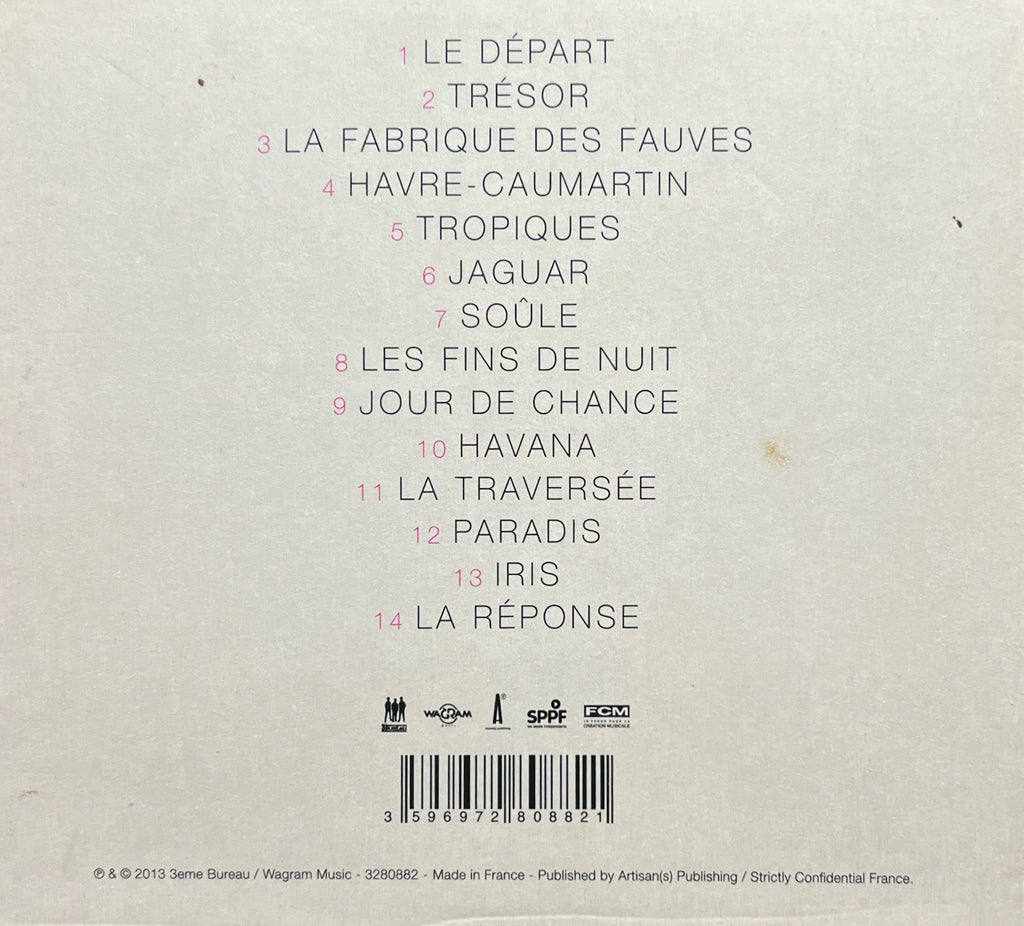 1 LE DÉPART
2 TRÉSOR
3 LA FABRIQUE DES FAUVES
4 HAVRE-CAUMARTIN
5 TROPIQUES
6 JAGUAR
7 SOÛLE
8 LES FINS DE NUIT
9 JOUR DE CHANCE
10 HAVANA
11 LA TRAVERSÉE
12 PARADIS
13 IRIS
14 LA RÉPONSE
WAGRAM
MUSIC
A
SPPF
FCM
CRÉATION MUSICALE
3 596972 808821
℗ & © 2013 3eme Bureau / Wagram Music - 3280882 - Made in France - Published by Artisan(s) Publishing / Strictly Confidential France.